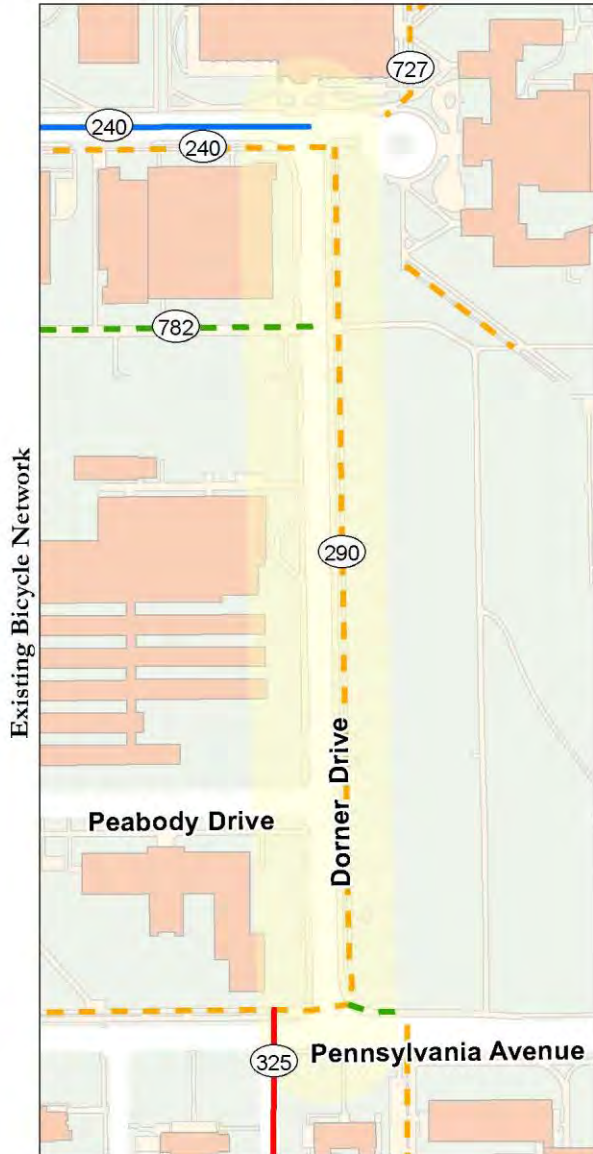 727
240
240
782
Existing Bicycle Network
290
Dorner Drive
Peabody Drive
Pennsylvania Avenue
325